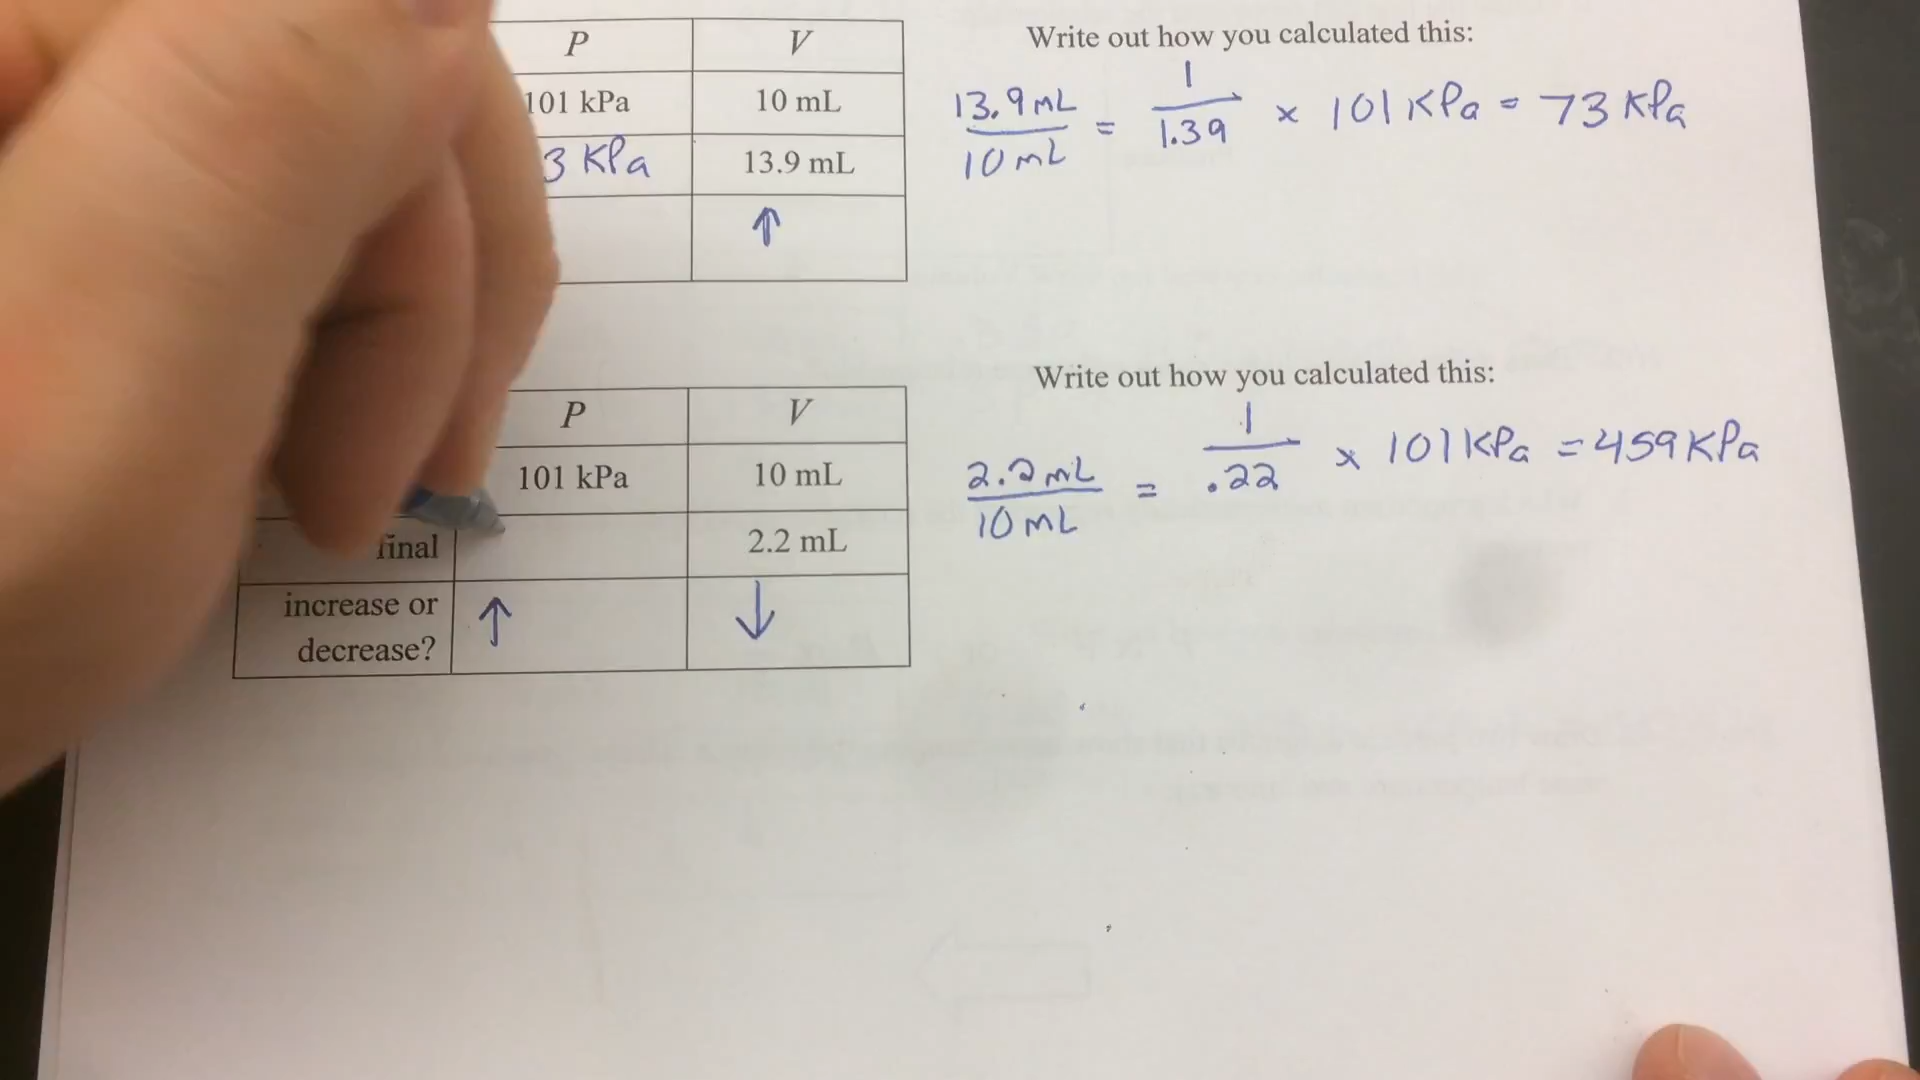 P V Write out how you calculated this:
101 kPa 10 mL
3 KPa 13.9 mL
↑
13.9 mL / 10 mL = 1 / 1.39 × 101 KPa = 73 KPa
P V Write out how you calculated this:
101 kPa 10 mL
final 2.2 mL
increase or ↑ ↓
decrease?
2.2 mL / 10 mL = 1 / .22 × 101 KPa = 459 KPa